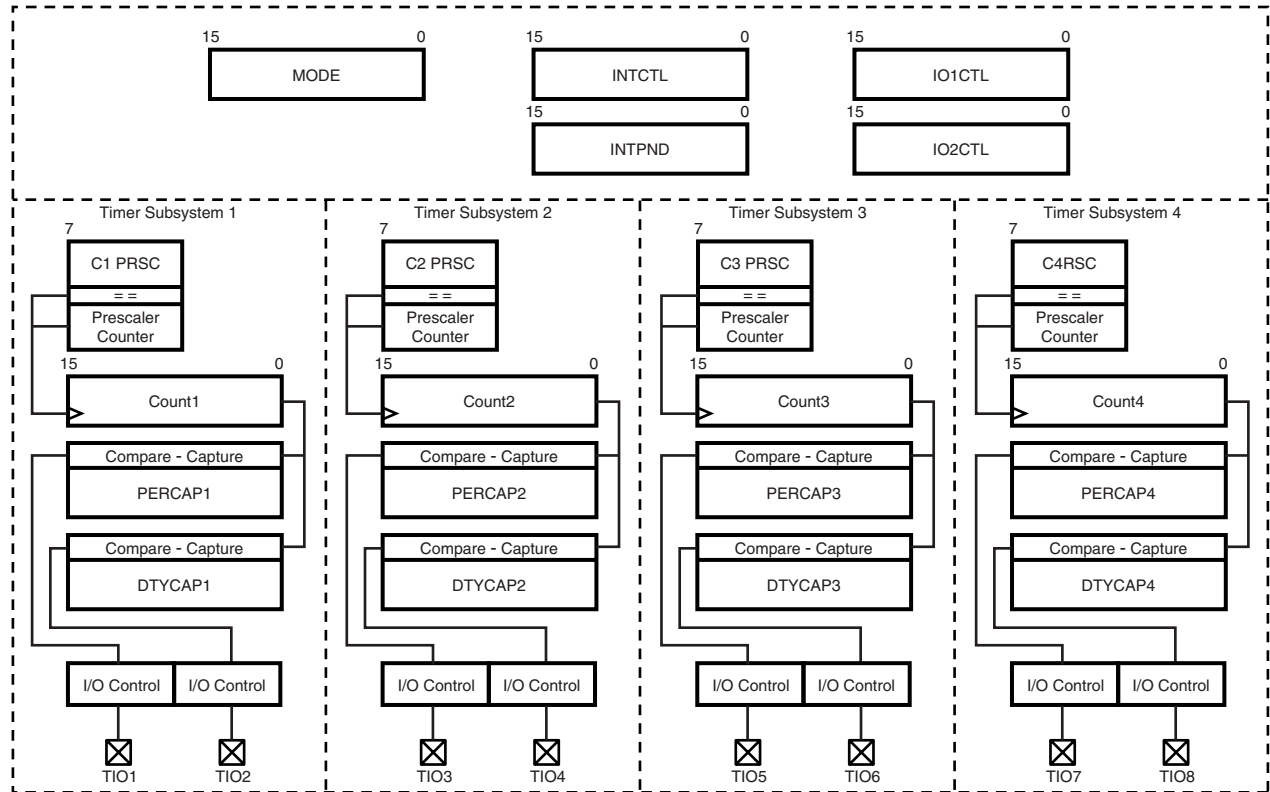 15 0 15 0 15 0
MODE INTCTL IO1CTL
15 0 15 0
INTPND IO2CTL
Timer Subsystem 1 Timer Subsystem 2 Timer Subsystem 3 Timer Subsystem 4
7 7 7 7
C1 PRSC C2 PRSC C3 PRSC C4RSC
= = = = = = = =
Prescaler Prescaler Prescaler Prescaler
Counter Counter Counter Counter
15 0 15 0 15 0 15 0
Count1 Count2 Count3 Count4
Compare - Capture Compare - Capture Compare - Capture Compare - Capture
PERCAP1 PERCAP2 PERCAP3 PERCAP4
Compare - Capture Compare - Capture Compare - Capture Compare - Capture
DTYCAP1 DTYCAP2 DTYCAP3 DTYCAP4
I/O Control I/O Control I/O Control I/O Control I/O Control I/O Control I/O Control I/O Control
TIO1 TIO2 TIO3 TIO4 TIO5 TIO6 TIO7 TIO8